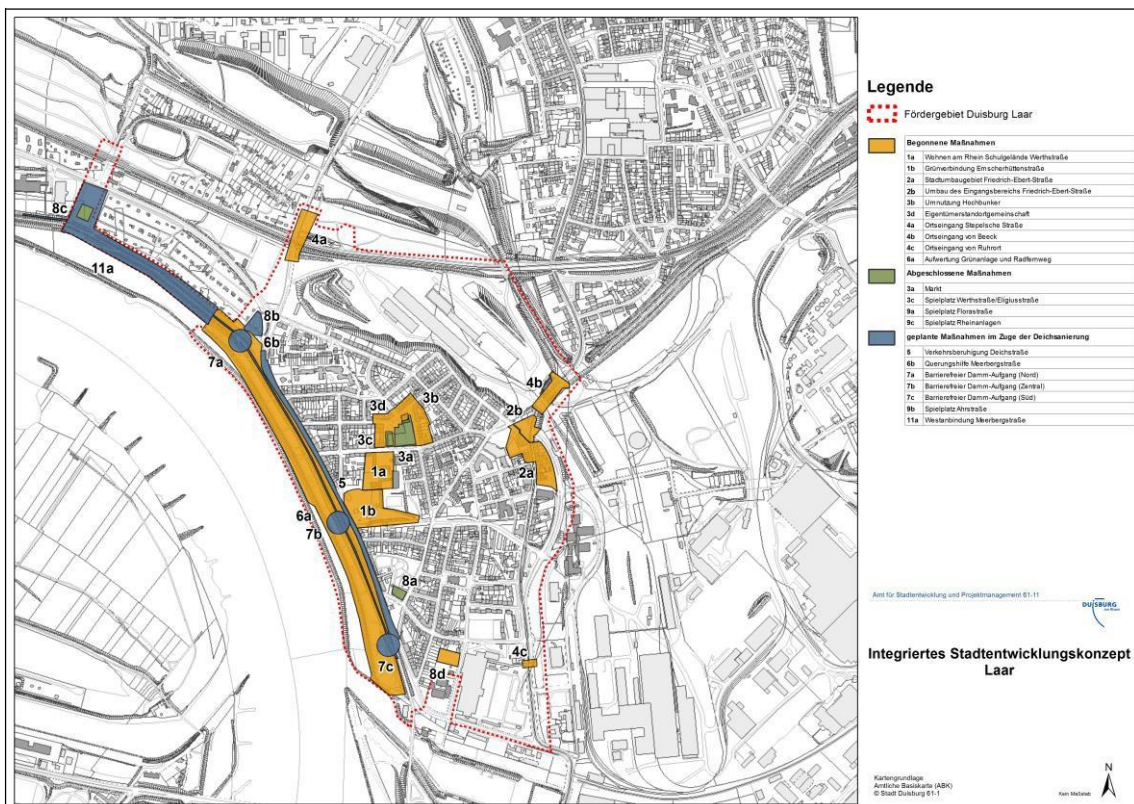 8c
11a
4a
8b
6b
7a
4b
3b
3d
2b
3c
3a
1a
2a
5
1b
6a
7b
8a
7c
8d
4c
Legende
Fördergebiet Duisburg Laar
Begonnene Maßnahmen
1a Wohnen am Rhein Schulgelände Werthstraße
1b Grünverbindung Emscherhüttenstraße
2a Stadtumbaugebiet Friedrich-Ebert-Straße
2b Umbau des Eingangsbereichs Friedrich-Ebert-Straße
3b Umnutzung Hochbunker
3d Eigentümerstandortgemeinschaft
4a Ortseingang Stepelsche Straße
4b Ortseingang von Beeck
4c Ortseingang von Ruhrort
6a Aufwertung Grünanlage und Radfernweg
Abgeschlossene Maßnahmen
3a Markt
3c Spielplatz Werthstraße/Eligiusstraße
9a Spielplatz Florastraße
9c Spielplatz Rheinanlagen
geplante Maßnahmen im Zuge der Deichsanierung
5 Verkehrsberuhigung Deichstraße
6b Querungshilfe Meerbergstraße
7a Barrierefreier Damm-Aufgang (Nord)
7b Barrierefreier Damm-Aufgang (Zentral)
7c Barrierefreier Damm-Aufgang (Süd)
9b Spielplatz Ahrstraße
11a Westanbindung Meerbergstraße
Amt für Stadtentwicklung und Projektmanagement 61-11
DUISBURG
am Rhein
Integriertes Stadtentwicklungskonzept
Laar
Kartengrundlage
Amtliche Basiskarte (ABK)
© Stadt Duisburg 61-1
Kein Maßstab
N